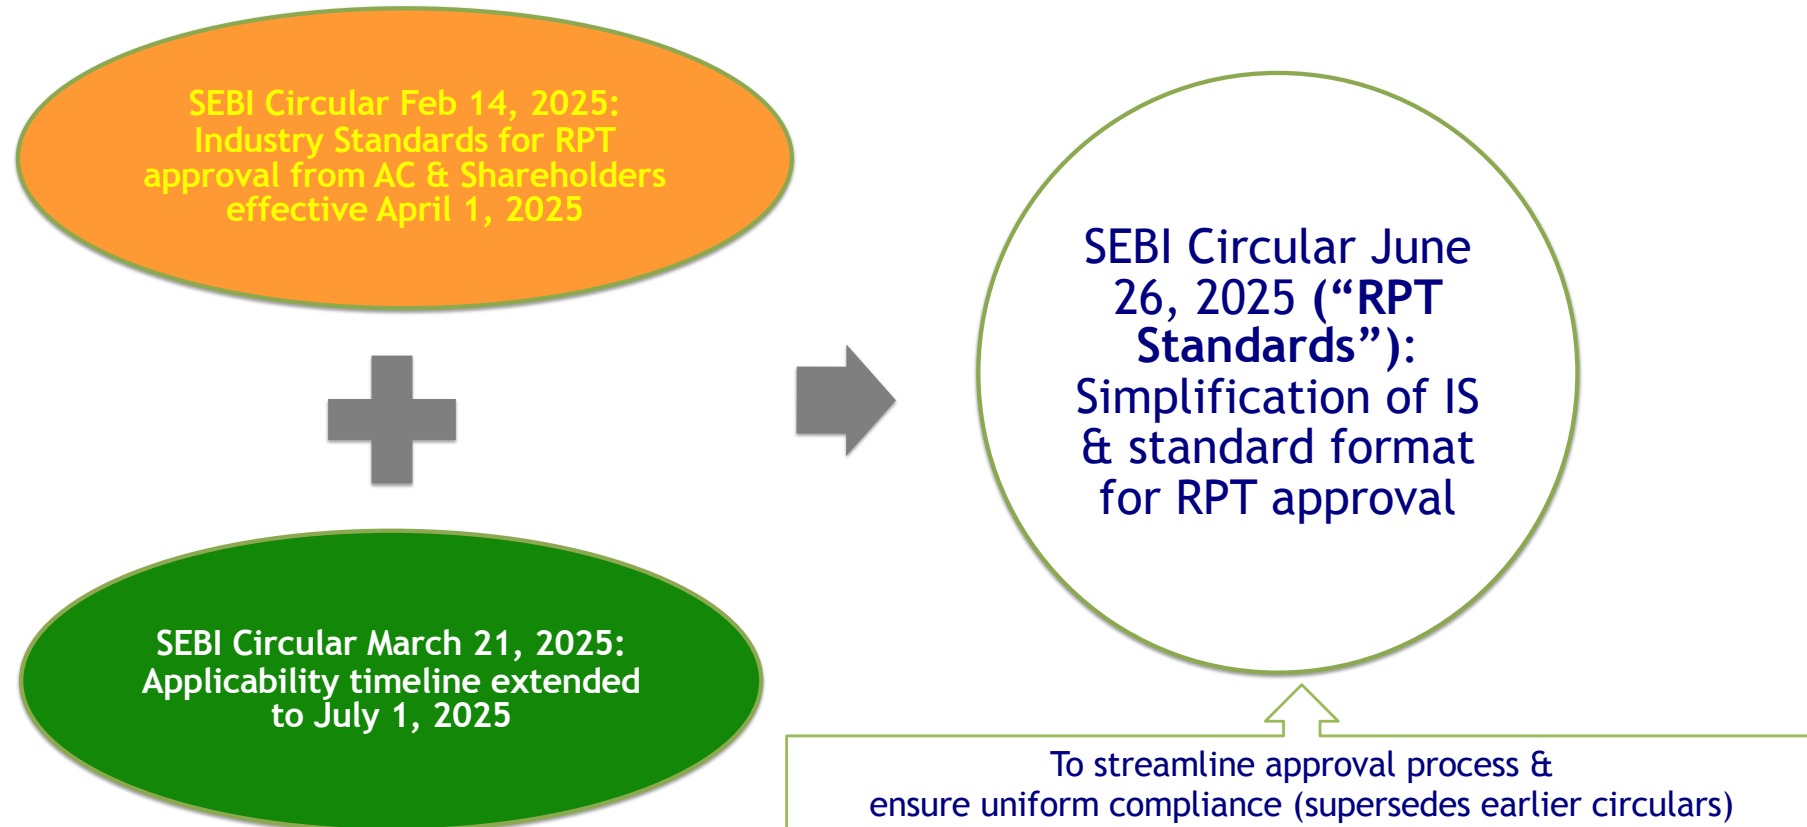 SEBI Circular Feb 14, 2025:
Industry Standards for RPT
approval from AC & Shareholders
effective April 1, 2025
SEBI Circular March 21, 2025:
Applicability timeline extended
to July 1, 2025
SEBI Circular June
26, 2025 (“RPT
Standards”):
Simplification of IS
& standard format
for RPT approval
To streamline approval process &
ensure uniform compliance (supersedes earlier circulars)